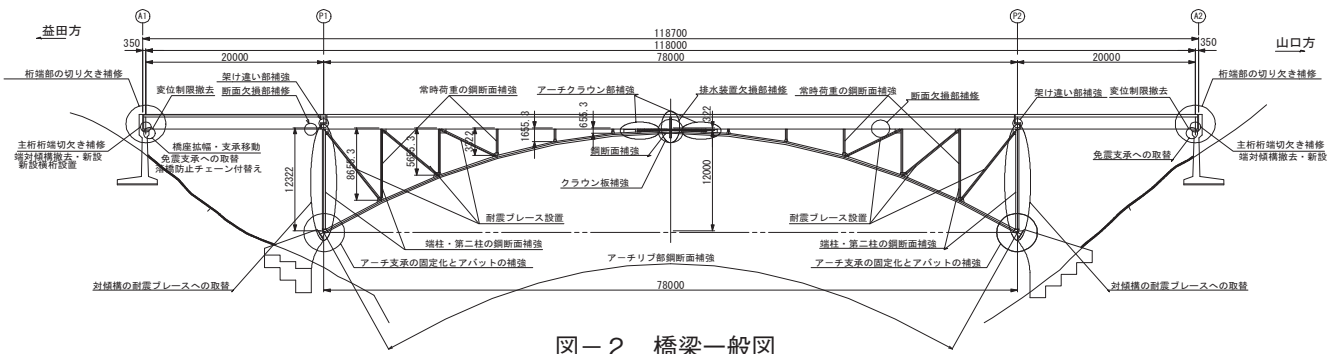 A1
P1
P2
A2
益田方
山口方
118700
350
118000
350
20000
78000
20000
桁端部の切り欠き補修
変位制限撤去
架け違い部補強
断面欠損部補修
常時荷重の鋼断面補強
アーチクラウン部補強
排水装置欠損部補修
常時荷重の鋼断面補強
断面欠損部補修
架け違い部補強
変位制限撤去
桁端部の切り欠き補修
主桁桁端切欠き補修
端対傾構撤去・新設
新設横桁設置
橋座拡幅・支承移動
免震支承への取替
落橋防止チェーン付替え
12322
8655.3
5655.3
3322
1655.3
655.3
322
12000
鋼断面補強
クラウン板補強
免震支承への取替
主桁桁端切欠き補修
端対傾構撤去・新設
耐震ブレース設置
耐震ブレース設置
端柱・第二柱の鋼断面補強
端柱・第二柱の鋼断面補強
アーチ支承の固定化とアバットの補強
アーチリブ部鋼断面補強
アーチ支承の固定化とアバットの補強
対傾構の耐震ブレースへの取替
78000
対傾構の耐震ブレースへの取替
図－2 橋梁一般図